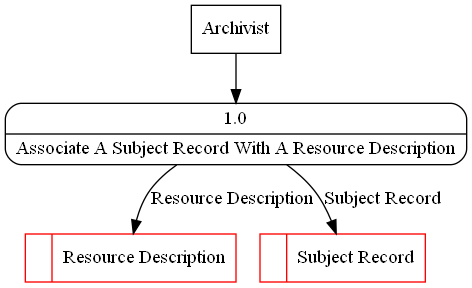 Archivist
1.0
Associate A Subject Record With A Resource Description
Resource Description
Subject Record
Resource Description
Subject Record